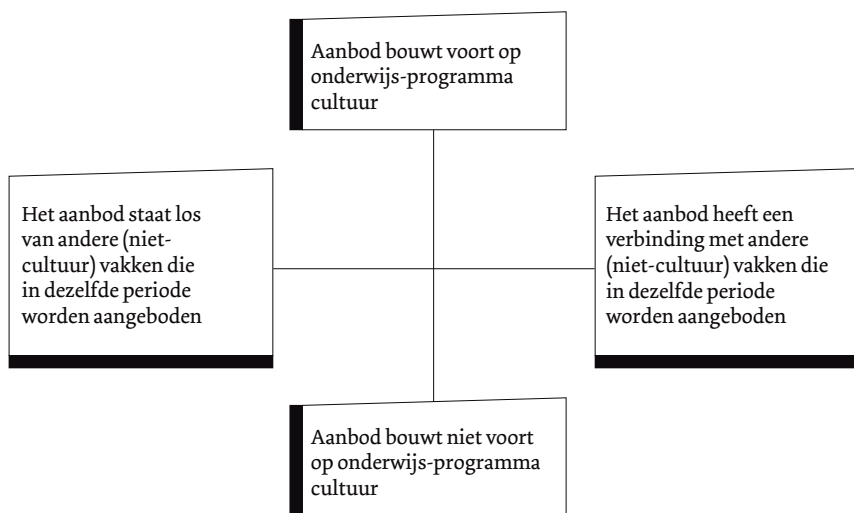 Aanbod bouwt voort op
onderwijs-programma
cultuur
Het aanbod staat los
van andere (niet-
cultuur) vakken die
in dezelfde periode
worden aangeboden
Het aanbod heeft een
verbinding met andere
(niet-cultuur) vakken die
in dezelfde periode
worden aangeboden
Aanbod bouwt niet voort
op onderwijs-programma
cultuur